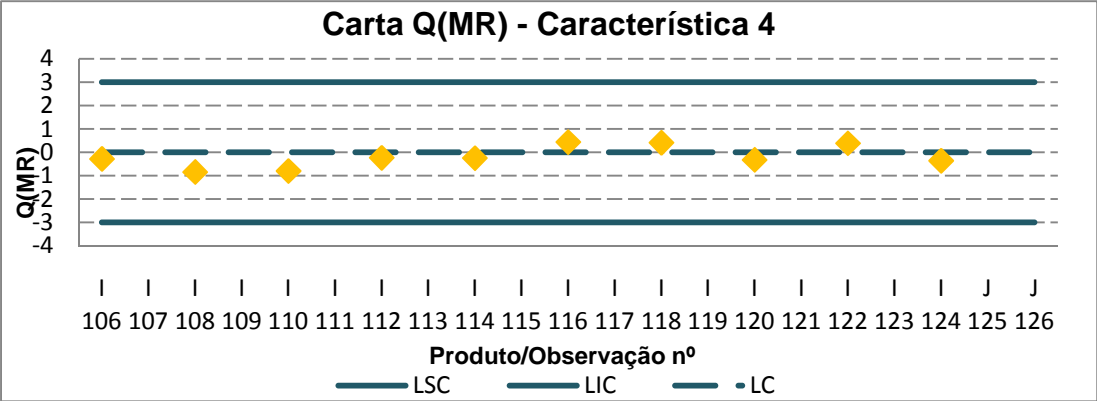 Carta Q(MR) - Característica 4
4
3
2
1
0
-1
-2
-3
-4
Q(MR)
I I I I I I I I I I I I I I I I I I I J J
106 107 108 109 110 111 112 113 114 115 116 117 118 119 120 121 122 123 124 125 126
Produto/Observação nº
LSC LIC LC